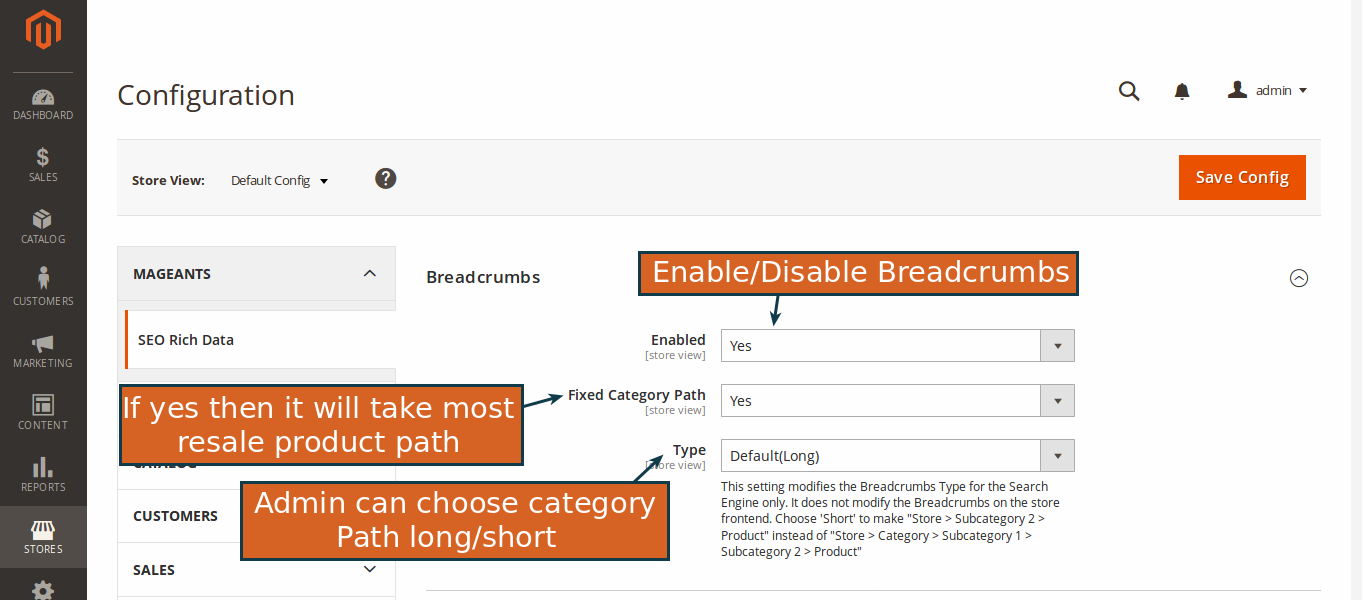 Configuration
admin
DASHBOARD
SALES
CATALOG
CUSTOMERS
MARKETING
CONTENT
REPORTS
STORES
Store View:
Default Config
?
Save Config
MAGEANTS
SEO Rich Data
CATALOG
CUSTOMERS
SALES
Breadcrumbs
Enable/Disable Breadcrumbs
Enabled
[store view]
Yes
If yes then it will take most
resale product path
Fixed Category Path
[store view]
Yes
Type
[store view]
Default(Long)
Admin can choose category
Path long/short
This setting modifies the Breadcrumbs Type for the Search
Engine only. It does not modify the Breadcrumbs on the store
frontend. Choose 'Short' to make "Store > Subcategory 2 >
Product" instead of "Store > Category > Subcategory 1 >
Subcategory 2 > Product"